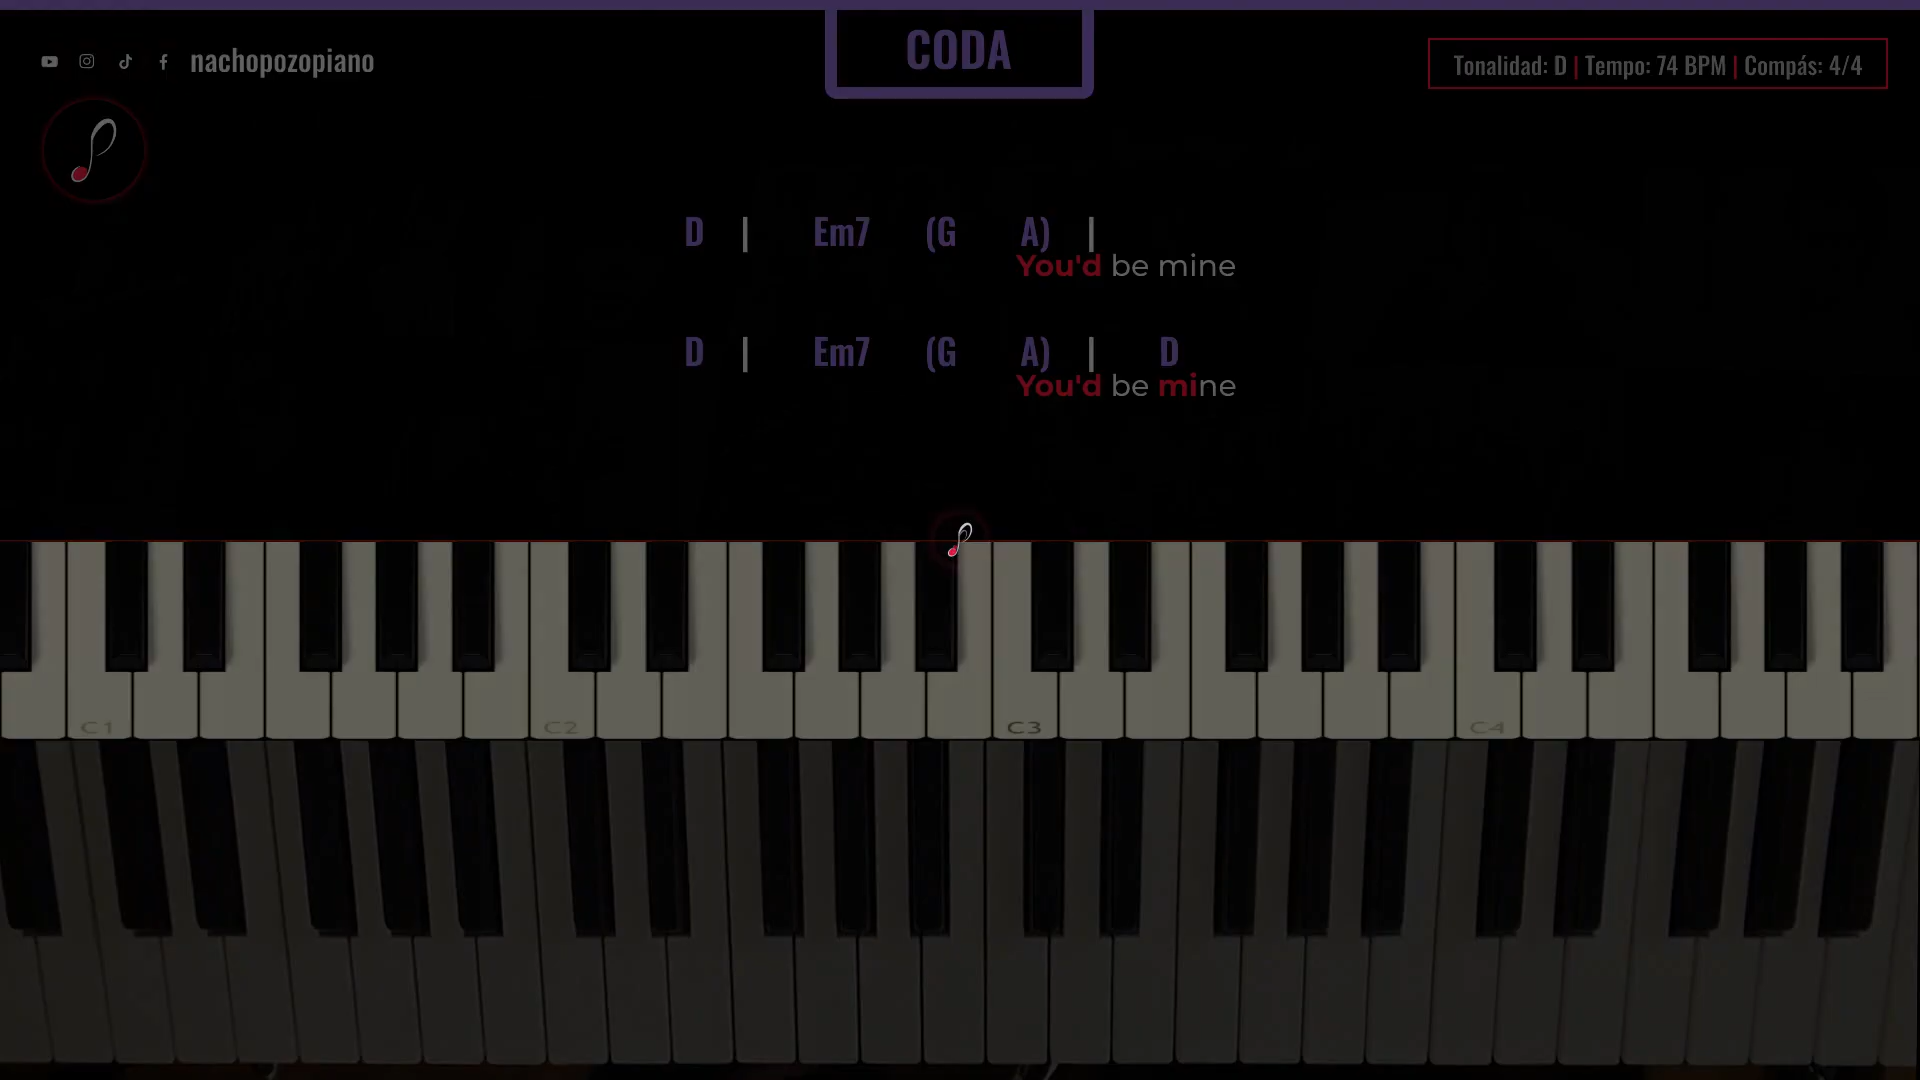 CODA
nachopozopiano
Tonalidad: D | Tempo: 74 BPM | Compás: 4/4
D | Em7 (G A) |
You'd be mine
D | Em7 (G A) | D
You'd be mine
C1 C2 C3 C4